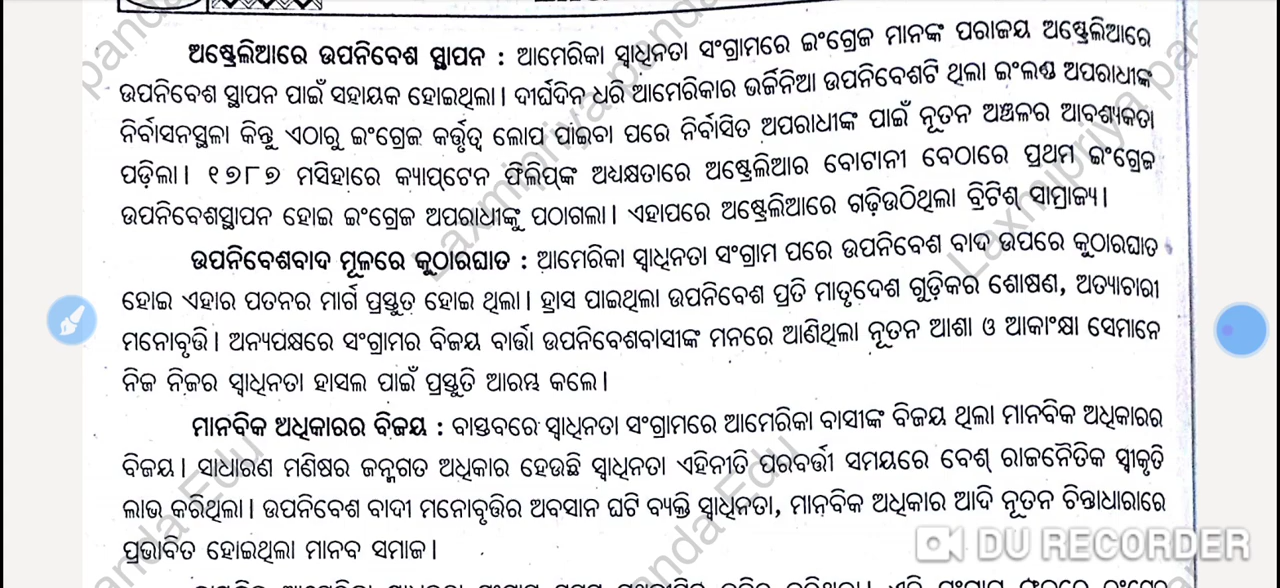 ଅଷ୍ଟ୍ରେଲିଆରେ ଉପନିବେଶ ସ୍ଥାପନ : ଆମେରିକା ସ୍ୱାଧିନତା ସଂଗ୍ରାମରେ ଇଂଗ୍ରେଜ ମାନଙ୍କ ପରାଜୟ ଅଷ୍ଟ୍ରେଲିଆରେ
ଉପନିବେଶ ସ୍ଥାପନ ପାଇଁ ସହାୟକ ହୋଇଥିଲା। ଦୀର୍ଘଦିନ ଧରି ଆମେରିକାର ଭର୍ଜିନିଆ ଉପନିବେଶଟି ଥିଲା ଇଂଲଣ୍ଡ ଅପରାଧୀଙ୍କ
ନିର୍ବାସନସ୍ଥଳୀ କିନ୍ତୁ ଏଠାରୁ ଇଂଗ୍ରେଜ କର୍ତ୍ତୃତ୍ୱ ଲୋପ ପାଇବା ପରେ ନିର୍ବାସିତ ଅପରାଧୀଙ୍କ ପାଇଁ ନୂତନ ଅଞ୍ଚଳର ଆବଶ୍ୟକତା
ପଡ଼ିଲା। ୧୭୮୭ ମସିହାରେ କ୍ୟାପ୍‌ଟେନ ଫିଲିପ୍‌ଙ୍କ ଅଧ୍ୟକ୍ଷତାରେ ଅଷ୍ଟ୍ରେଲିଆର ବୋଟାନୀ ବେଠାରେ ପ୍ରଥମ ଇଂଗ୍ରେଜ
ଉପନିବେଶସ୍ଥାପନ ହୋଇ ଇଂଗ୍ରେଜ ଅପରାଧୀଙ୍କୁ ପଠାଗଲା। ଏହାପରେ ଅଷ୍ଟ୍ରେଲିଆରେ ଗଢ଼ିଉଠିଥିଲା ବ୍ରିଟିଶ୍ ସାମ୍ରାଜ୍ୟ।
ଉପନିବେଶବାଦ ମୂଳରେ କୁଠାରଘାତ : ଆମେରିକା ସ୍ୱାଧିନତା ସଂଗ୍ରାମ ପରେ ଉପନିବେଶ ବାଦ ଉପରେ କୁଠାରଘାତ
ହୋଇ ଏହାର ପତନର ମାର୍ଗ ପ୍ରସ୍ତୁତ ହୋଇ ଥିଲା। ହ୍ରାସ ପାଇଥିଲା ଉପନିବେଶ ପ୍ରତି ମାତୃଦେଶ ଗୁଡ଼ିକର ଶୋଷଣ, ଅତ୍ୟାଚାରୀ
ମନୋବୃତ୍ତି। ଅନ୍ୟପକ୍ଷରେ ସଂଗ୍ରାମର ବିଜୟ ବାର୍ତ୍ତା ଉପନିବେଶବାସୀଙ୍କ ମନରେ ଆଣିଥିଲା ନୂତନ ଆଶା ଓ ଆକାଂକ୍ଷା ସେମାନେ
ନିଜ ନିଜର ସ୍ୱାଧିନତା ହାସଲ ପାଇଁ ପ୍ରସ୍ତୁତି ଆରମ୍ଭ କଲେ।
ମାନବିକ ଅଧିକାରର ବିଜୟ : ବାସ୍ତବରେ ସ୍ୱାଧିନତା ସଂଗ୍ରାମରେ ଆମେରିକା ବାସୀଙ୍କ ବିଜୟ ଥିଲା ମାନବିକ ଅଧିକାରର
ବିଜୟ। ସାଧାରଣ ମଣିଷର ଜନ୍ମଗତ ଅଧିକାର ହେଉଛି ସ୍ୱାଧିନତା ଏହିନୀତି ପରବର୍ତ୍ତୀ ସମୟରେ ବେଶ୍ ରାଜନୈତିକ ସ୍ୱୀକୃତି
ଲାଭ କରିଥିଲା। ଉପନିବେଶ ବାଦୀ ମନୋବୃତ୍ତିର ଅବସାନ ଘଟି ବ୍ୟକ୍ତି ସ୍ୱାଧିନତା, ମାନବିକ ଅଧିକାର ଆଦି ନୂତନ ଚିନ୍ତାଧାରାରେ
ପ୍ରଭାବିତ ହୋଇଥିଲା ମାନବ ସମାଜ।
Laxmipriya panda Edu
Laxmipriya
DU RECORDER